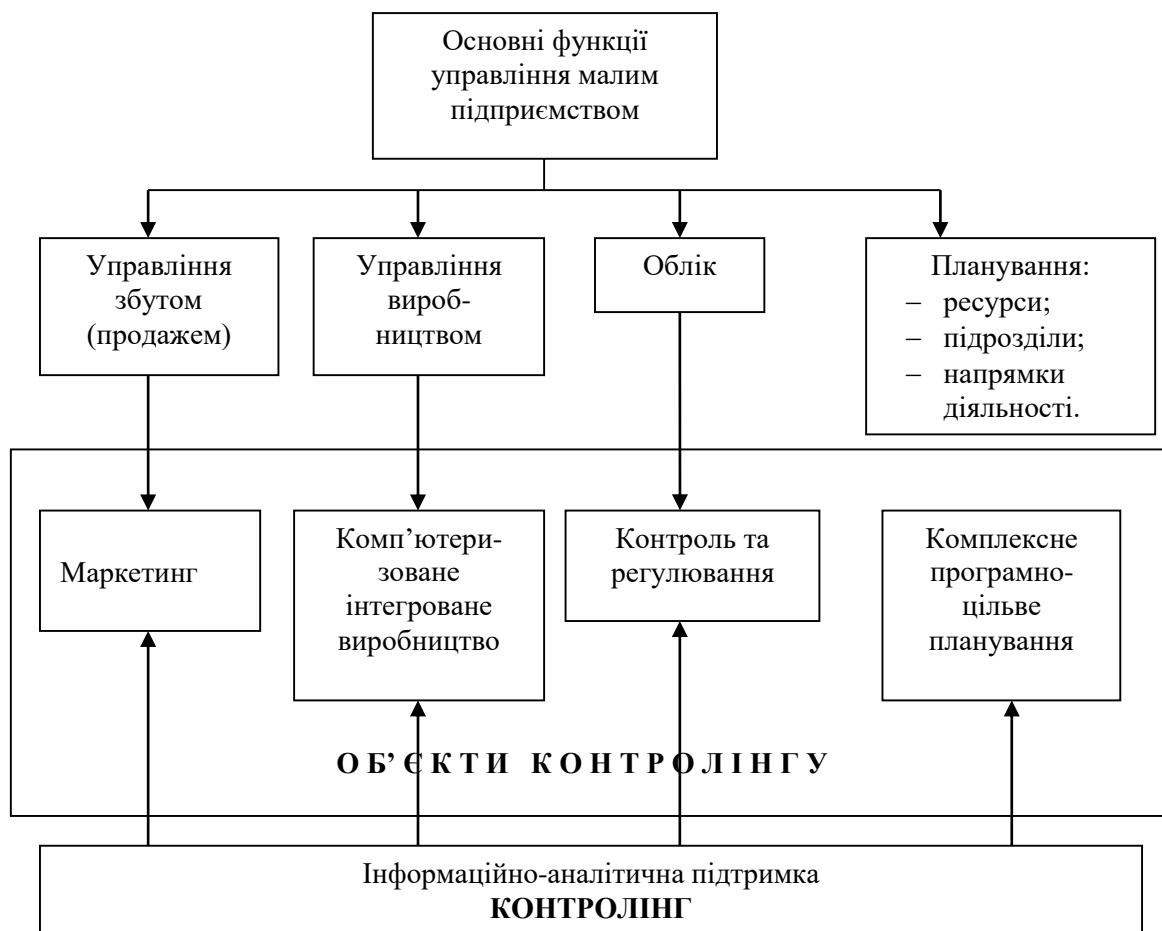 Основні функції
управління малим
підприємством
Управління
збутом
(продажем)
Управління
вироб-
ництвом
Облік
Планування:
– ресурси;
– підрозділи;
– напрямки
діяльності.
Маркетинг
Комп’ютери-
зоване
інтегроване
виробництво
Контроль та
регулювання
Комплексне
програмно-
цільве
планування
О Б’ Є К Т И К О Н Т Р О Л І Н Г У
Інформаційно-аналітична підтримка
КОНТРОЛІНГ